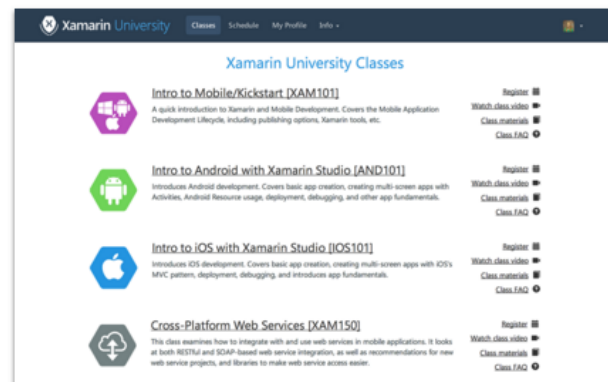 Xamarin University Classes Schedule My Profile Info
Xamarin University Classes
Intro to Mobile/Kickstart [XAM101]
A quick introduction to Xamarin and Mobile Development. Covers the Mobile Application
Development Lifecycle, including publishing options, Xamarin tools, etc.
Register
Watch class video
Class materials
Class FAQ
Intro to Android with Xamarin Studio [AND101]
Introduces Android development. Covers basic app creation, creating multi-screen apps with
Activities, Android Resource usage, deployment, debugging, and other app fundamentals.
Register
Watch class video
Class materials
Class FAQ
Intro to iOS with Xamarin Studio [IOS101]
Introduces iOS development. Covers basic app creation, creating multi-screen apps with iOS's
MVC pattern, deployment, debugging, and introduces app fundamentals.
Register
Watch class video
Class materials
Class FAQ
Cross-Platform Web Services [XAM150]
This class examines how to integrate with and use web services in mobile applications. It looks
at both RESTful and SOAP-based web service integration, as well as recommendations for new
web service projects, and libraries to make web service access easier.
Register
Watch class video
Class materials
Class FAQ